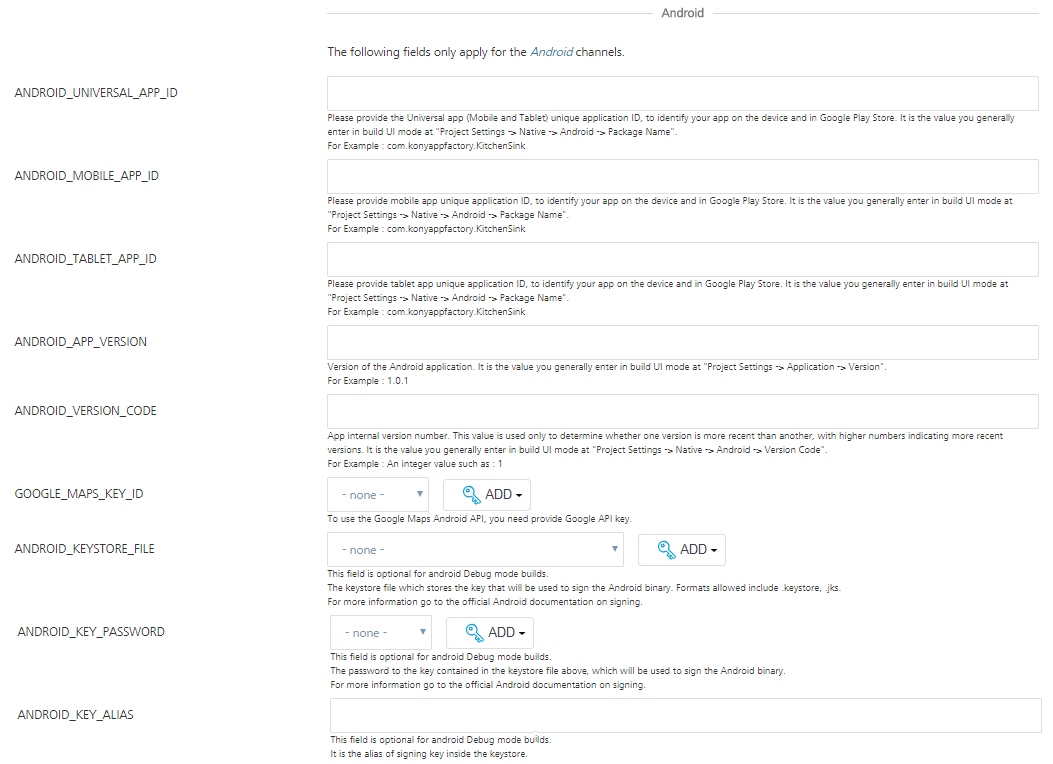 Android
The following fields only apply for the Android channels.
ANDROID_UNIVERSAL_APP_ID
Please provide the Universal app (Mobile and Tablet) unique application ID, to identify your app on the device and in Google Play Store. It is the value you generally
enter in build UI mode at "Project Settings -> Native -> Android -> Package Name".
For Example : com.konyappfactory.KitchenSink
ANDROID_MOBILE_APP_ID
Please provide mobile app unique application ID, to identify your app on the device and in Google Play Store. It is the value you generally enter in build UI mode at
"Project Settings -> Native -> Android -> Package Name".
For Example : com.konyappfactory.KitchenSink
ANDROID_TABLET_APP_ID
Please provide tablet app unique application ID, to identify your app on the device and in Google Play Store. It is the value you generally enter in build UI mode at
"Project Settings -> Native -> Android -> Package Name".
For Example : com.konyappfactory.KitchenSink
ANDROID_APP_VERSION
Version of the Android application. It is the value you generally enter in build UI mode at "Project Settings -> Application -> Version".
For Example : 1.0.1
ANDROID_VERSION_CODE
App internal version number. This value is used only to determine whether one version is more recent than another, with higher numbers indicating more recent
versions. It is the value you generally enter in build UI mode at "Project Settings -> Native -> Android -> Version Code".
For Example : An integer value such as : 1
GOOGLE_MAPS_KEY_ID
- none - ADD
To use the Google Maps Android API, you need provide Google API key.
ANDROID_KEYSTORE_FILE
- none - ADD
This field is optional for android Debug mode builds.
The keystore file which stores the key that will be used to sign the Android binary. Formats allowed include .keystore, .jks.
For more information go to the official Android documentation on signing.
ANDROID_KEY_PASSWORD
- none - ADD
This field is optional for android Debug mode builds.
The password to the key contained in the keystore file above, which will be used to sign the Android binary.
For more information go to the official Android documentation on signing.
ANDROID_KEY_ALIAS
This field is optional for android Debug mode builds.
It is the alias of signing key inside the keystore.